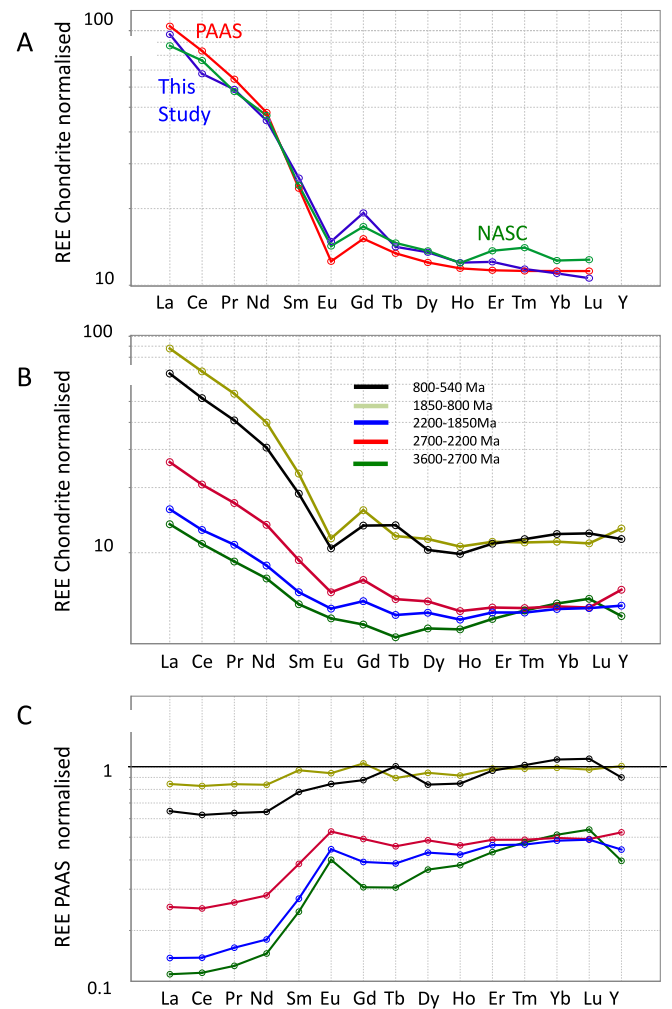 A
100
PAAS
This
Study
NASC
REE Chondrite normalised
10
La Ce Pr Nd Sm Eu Gd Tb Dy Ho Er Tm Yb Lu Y
B
100
800-540 Ma
1850-800 Ma
2200-1850Ma
2700-2200 Ma
3600-2700 Ma
REE Chondrite normalised
10
La Ce Pr Nd Sm Eu Gd Tb Dy Ho Er Tm Yb Lu Y
C
1
REE PAAS normalised
0.1
La Ce Pr Nd Sm Eu Gd Tb Dy Ho Er Tm Yb Lu Y